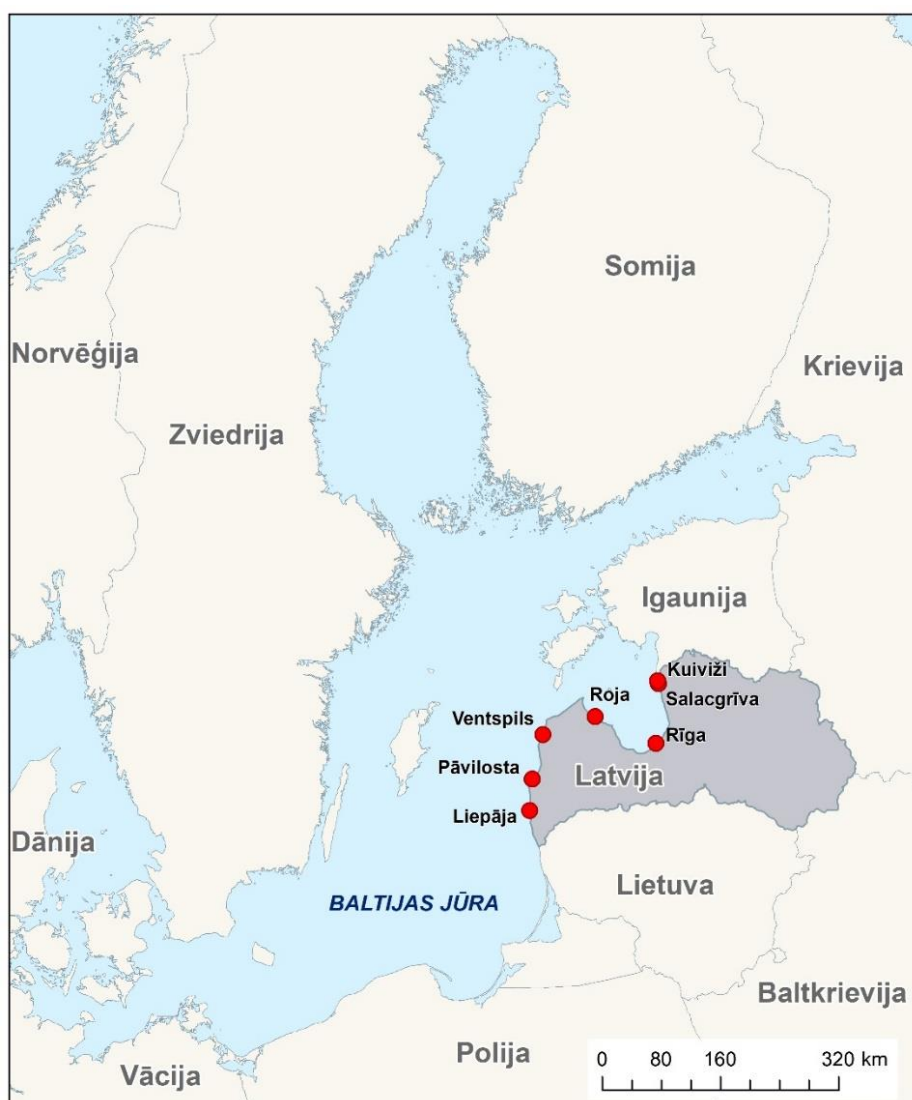 Somija
Norvēģija
Krievija
Zviedrija
Igaunija
Kuiviži
Roja
Salacgrīva
Ventspils
Rīga
Pāvilosta
Latvija
Liepāja
Dānija
Lietuva
BALTIJAS JŪRA
Baltkrievija
Polija
0 80 160 320 km
Vācija